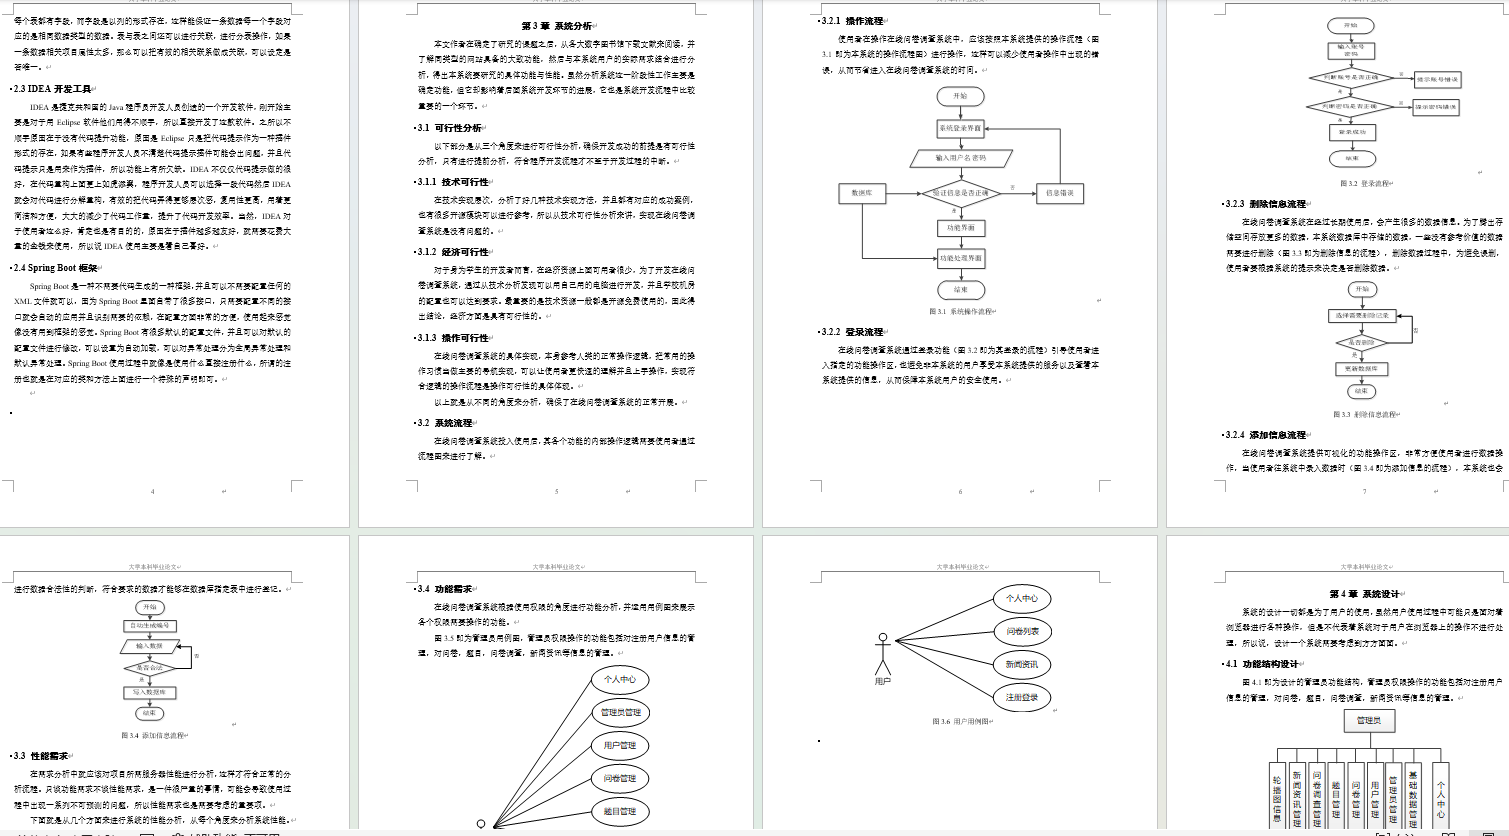 每个表都有字段，而字段是以列的形式存在，这样能保证一条数据每一个字段对
应的是相同数据类型的数据。表与表之间还可以进行关联，进行分表操作，如果
一条数据相关项目属性太多，那么可以把有效的相关联系做成关联，可以设定是
否唯一。
2.3 IDEA 开发工具
IDEA 是捷克共和国的 Java 程序员开发人员创造的一个开发软件，刚开始主
要是对于用 Eclipse 软件他们用得不顺手，所以直接开发了这款软件。之所以不
顺手原因在于没有代码提升功能，原因是 Eclipse 只是把代码提示作为一种插件
形式的存在，如果有些程序开发人员不清楚代码提示插件可能会出问题，并且代
码提示只是用来作为插件，所以功能上有所欠缺。IDEA 不仅仅代码提示做的很
好，在代码重构上面更上如虎添翼，程序开发人员可以选择一段代码然后 IDEA
就会对代码进行分解重构，有效的把代码弄得更够层次感，复用性更高，用着更
简洁和方便，大大的减少了代码工作量，提升了代码开发效率。当然，IDEA 对
于使用者这么好，肯定也是有目的的，原因在于插件越多越友好，就需要花费大
量的金钱来使用，所以说 IDEA 使用主要是看自己喜好。
2.4 Spring Boot 框架
Spring Boot 是一种不需要代码生成的一种框架，并且可以不需要配置任何的
XML 文件就可以，因为 Spring Boot 里面自带了很多接口，只需要配置不同的接
口就会自动的应用并且识别需要的依赖，在配置方面非常的方便，使用起来感觉
像没有用到框架的感觉。Spring Boot 有很多默认的配置文件，并且可以对默认的
配置文件进行修改，可以设置为自动加载，可以对异常处理分为全局异常处理和
默认异常处理。Spring Boot 使用过程中就像是使用什么直接注册什么，所谓的注
册也就是在对应的类和方法上面进行一个特殊的声明即可。
4
第 3 章 系统分析
本文作者在确定了研究的课题之后，从各大数字图书馆下载文献来阅读，并
了解同类型的网站具备的大致功能，然后与本系统用户的实际需求结合进行分
析，得出本系统要研究的具体功能与性能。虽然分析系统这一阶段性工作主要是
确定功能，但它却影响着后面系统开发环节的进展，它也是系统开发流程中比较
重要的一个环节。
3.1 可行性分析
以下部分是从三个角度来进行可行性分析，确保开发成功的前提是有可行性
分析，只有进行提前分析，符合程序开发流程才不至于开发过程的中断。
3.1.1 技术可行性
在技术实现层次，分析了好几种技术实现方法，并且都有对应的成功案例，
也有很多开源模块可以进行参考，所以从技术可行性分析来讲，实现在线问卷调
查系统是没有问题的。
3.1.2 经济可行性
对于身为学生的开发者而言，在经济资源上面可用者很少，为了开发在线问
卷调查系统，通过从技术分析发现可以用自己用的电脑进行开发，并且学校机房
的配置也可以达到要求。最重要的是技术资源一般都是开源免费使用的，因此得
出结论，经济方面是具有可行性的。
3.1.3 操作可行性
在线问卷调查系统的具体实现，本身参考人类的正常操作逻辑，把常用的操
作习惯当做主要的导航实现，可以让使用者更快速的理解并且上手操作，实现符
合逻辑的操作流程是操作可行性的具体体现。
以上就是从不同的角度来分析，确保了在线问卷调查系统的正常开展。
3.2 系统流程
在线问卷调查系统投入使用后，其各个功能的内部操作逻辑需要使用者通过
流程图来进行了解。
5
3.2.1 操作流程
使用者在操作在线问卷调查系统中，应该按照本系统提供的操作流程（图
3.1 即为本系统的操作流程图）进行操作，这样可以减少使用者操作中出现的错
误，从而节省进入在线问卷调查系统的时间。
开始
系统登录界面
输入用户名 密码
数据库
验证信息是否正确
否
信息错误
是
功能界面
功能处理界面
结束
图 3.1 系统操作流程
3.2.2 登录流程
在线问卷调查系统通过登录功能（图 3.2 即为其登录的流程）引导使用者进
入指定的功能操作区，也避免非本系统的用户享受本系统提供的服务以及查看本
系统提供的信息，从而保障本系统用户的安全使用。
6
开始
输入账号
密码
判断账号是否正确
否
提示账号错误
是
判断密码是否正确
否
提示密码错误
是
登录成功
结束
图 3.2 登录流程
3.2.3 删除信息流程
在线问卷调查系统在经过长期使用后，会产生很多的数据信息。为了腾出存
储空间存放更多的数据，本系统数据库中存储的数据，一些没有参考价值的数据
需要进行删除（图 3.3 即为删除信息的流程），删除数据过程中，为避免误删，
使用者要根据系统的提示来决定是否删除数据。
开始
选择需要删除记录
是否删除
否
是
更新数据库
结束
图 3.3 删除信息流程
3.2.4 添加信息流程
在线问卷调查系统提供可视化的功能操作区，非常方便使用者进行数据操
作，当使用者往系统中录入数据时（图 3.4 即为添加信息的流程），本系统也会
7
大学本科毕业论文
进行数据合法性的判断，符合要求的数据才能够在数据库指定表中进行登记。
开始
自动生成编号
输入数据
否
是否合法
是
写入数据库
结束
图 3.4 添加信息流程
3.3 性能需求
在需求分析中就应该对项目所需服务器性能进行分析，这样才符合正常的分
析流程。只谈功能需求不谈性能需求，是一件很严重的事情，可能会导致使用过
程中出现一系列不可预测的问题，所以性能需求也是需要考虑的重要项。
下面就是从几个方面来进行系统的性能分析，从每个角度来分析系统性能。
大学本科毕业论文
3.4 功能需求
在线问卷调查系统根据使用权限的角度进行功能分析，并运用用例图来展示
各个权限需要操作的功能。
图 3.5 即为管理员用例图，管理员权限操作的功能包括对注册用户信息的管
理，对问卷，题目，问卷调查，新闻资讯等信息的管理。
个人中心
管理员管理
用户管理
问卷管理
题目管理
大学本科毕业论文
个人中心
问卷列表
新闻资讯
注册登录
用户
图 3.6 用户用例图
大学本科毕业论文
第 4 章 系统设计
系统的设计一切都是为了用户的使用，虽然用户使用过程中可能只是面对着
浏览器进行各种操作，但是不代表着系统对于用户在浏览器上的操作不进行处
理，所以说，设计一个系统需要考虑到方方面面。
4.1 功能结构设计
图 4.1 即为设计的管理员功能结构，管理员权限操作的功能包括对注册用户
信息的管理，对问卷，题目，问卷调查，新闻资讯等信息的管理。
管理员
轮播图信息
新闻资讯管理
问卷调查管理
题目管理
问卷管理
用户管理
管理员管理
基础数据管理
个人中心